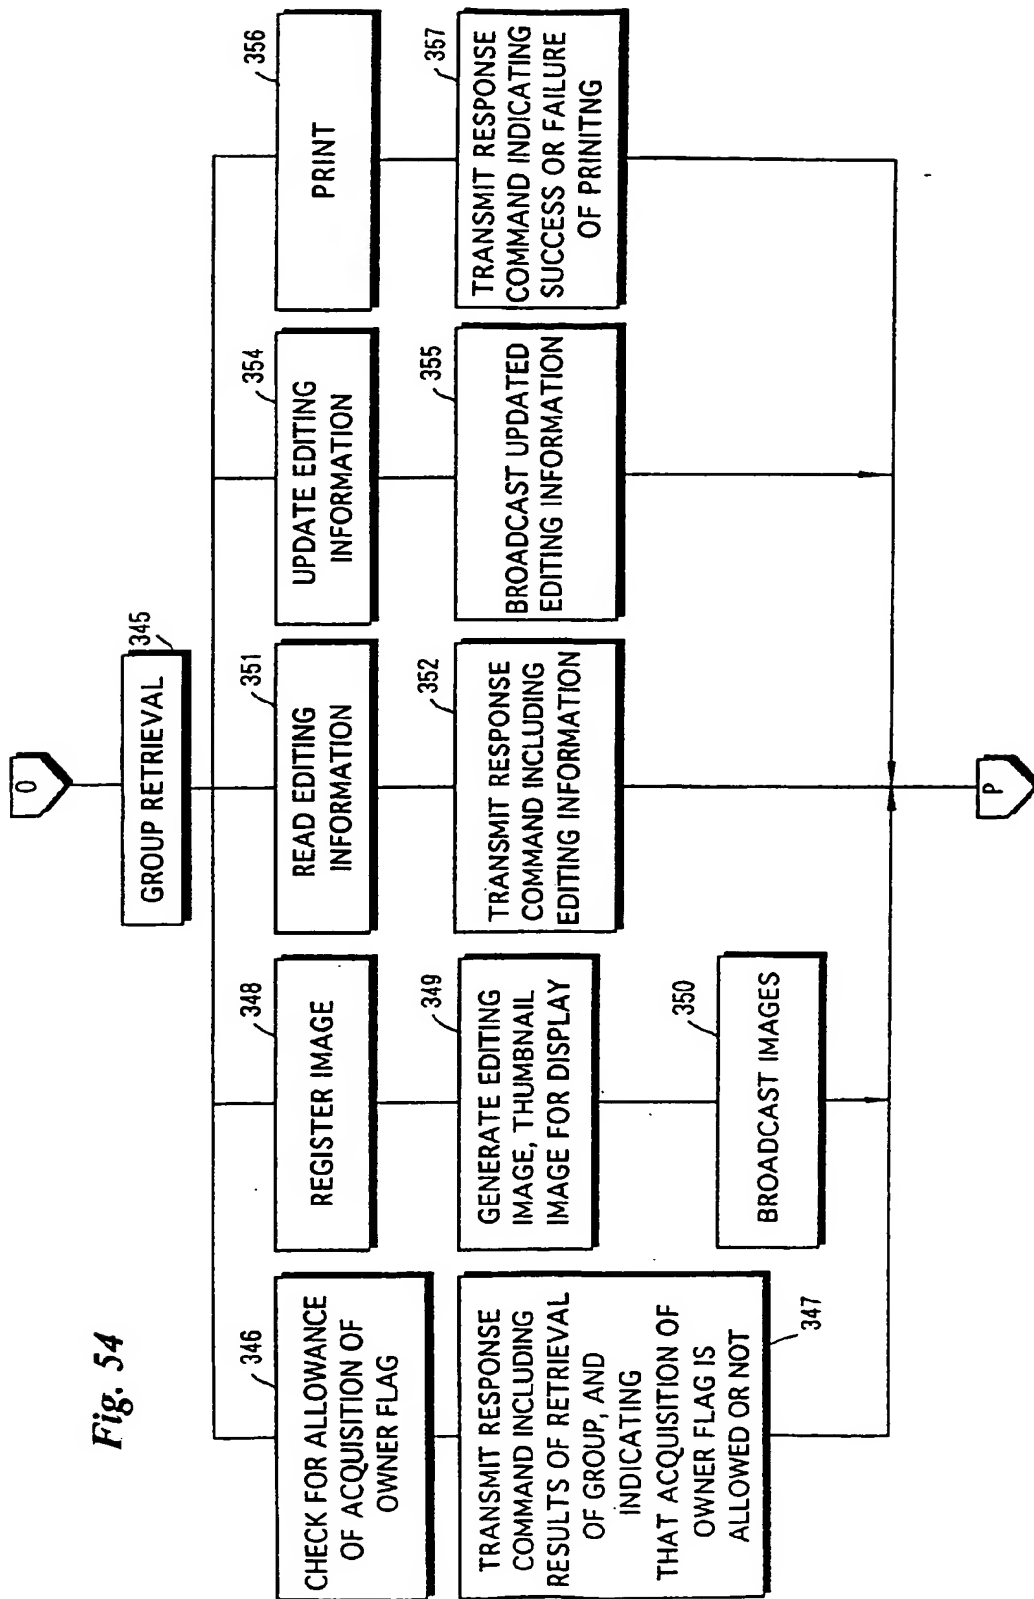 Fig. 54
O
345
GROUP RETRIEVAL
346
CHECK FOR ALLOWANCE
OF ACQUISITION OF
OWNER FLAG
347
TRANSMIT RESPONSE
COMMAND INCLUDING
RESULTS OF RETRIEVAL
OF GROUP, AND
INDICATING
THAT ACQUISITION OF
OWNER FLAG IS
ALLOWED OR NOT
348
REGISTER IMAGE
349
GENERATE EDITING
IMAGE, THUMBNAIL
IMAGE FOR DISPLAY
350
BROADCAST IMAGES
351
READ EDITING
INFORMATION
352
TRANSMIT RESPONSE
COMMAND INCLUDING
EDITING INFORMATION
354
UPDATE EDITING
INFORMATION
355
BROADCAST UPDATED
EDITING INFORMATION
356
PRINT
357
TRANSMIT RESPONSE
COMMAND INDICATING
SUCCESS OR FAILURE
OF PRINITNG
P